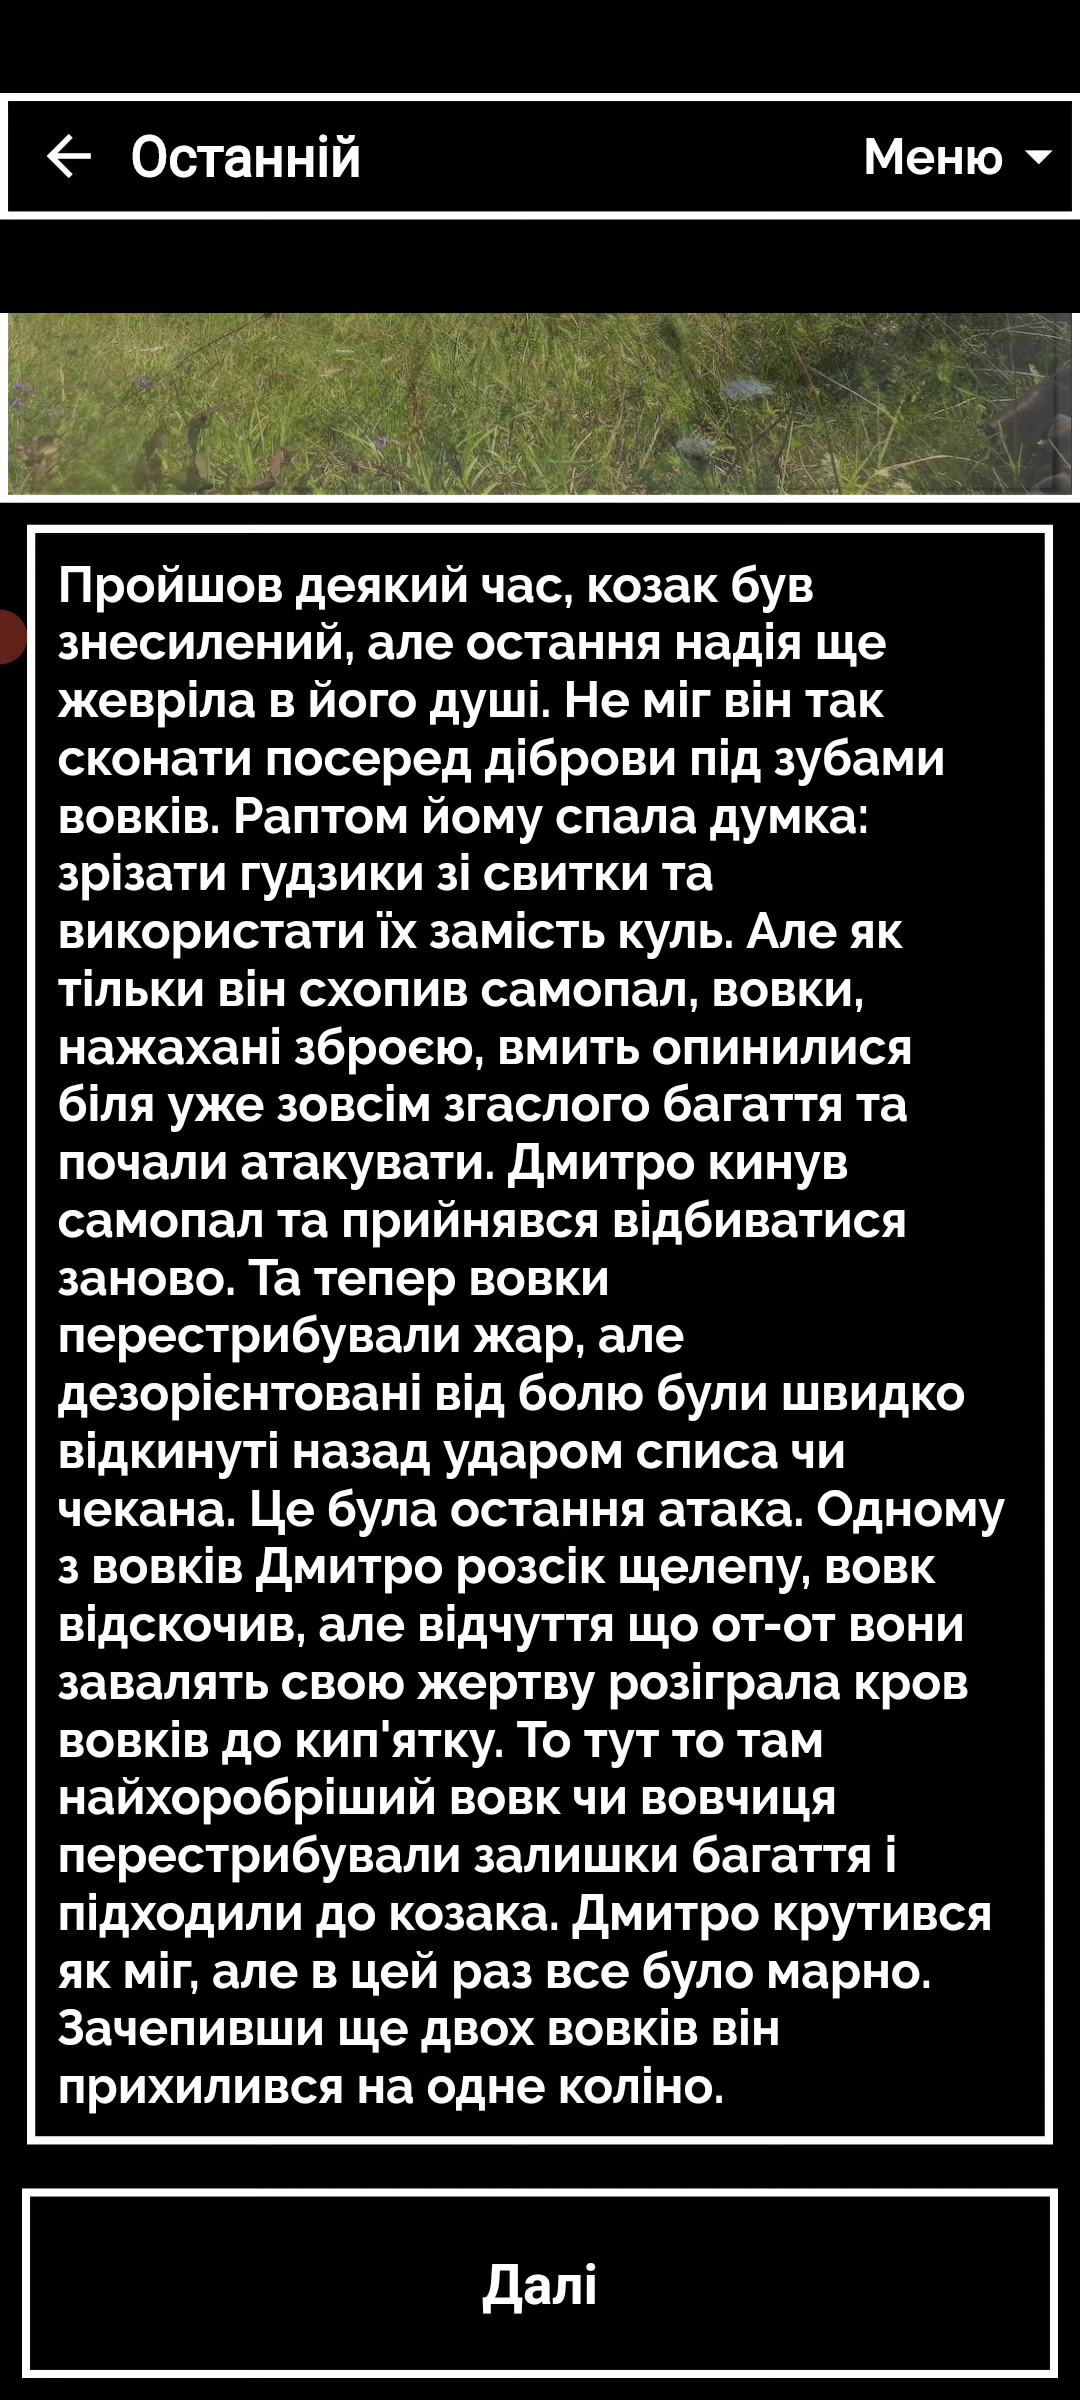 Останній
Меню
Пройшов деякий час, козак був
знесилений, але остання надія ще
жевріла в його душі. Не міг він так
сконати посеред діброви під зубами
вовків. Раптом йому спала думка:
зрізати гудзики зі свитки та
використати їх замість куль. Але як
тільки він схопив самопал, вовки,
нажахані зброєю, вмить опинилися
біля уже зовсім згаслого багаття та
почали атакувати. Дмитро кинув
самопал та прийнявся відбиватися
заново. Та тепер вовки
перестрибували жар, але
дезорієнтовані від болю були швидко
відкинуті назад ударом списа чи
чекана. Це була остання атака. Одному
з вовків Дмитро розсік щелепу, вовк
відскочив, але відчуття що от-от вони
завалять свою жертву розіграла кров
вовків до кип'ятку. То тут то там
найхоробріший вовк чи вовчиця
перестрибували залишки багаття і
підходили до козака. Дмитро крутився
як міг, але в цей раз все було марно.
Зачепивши ще двох вовків він
прихилився на одне коліно.
Далі